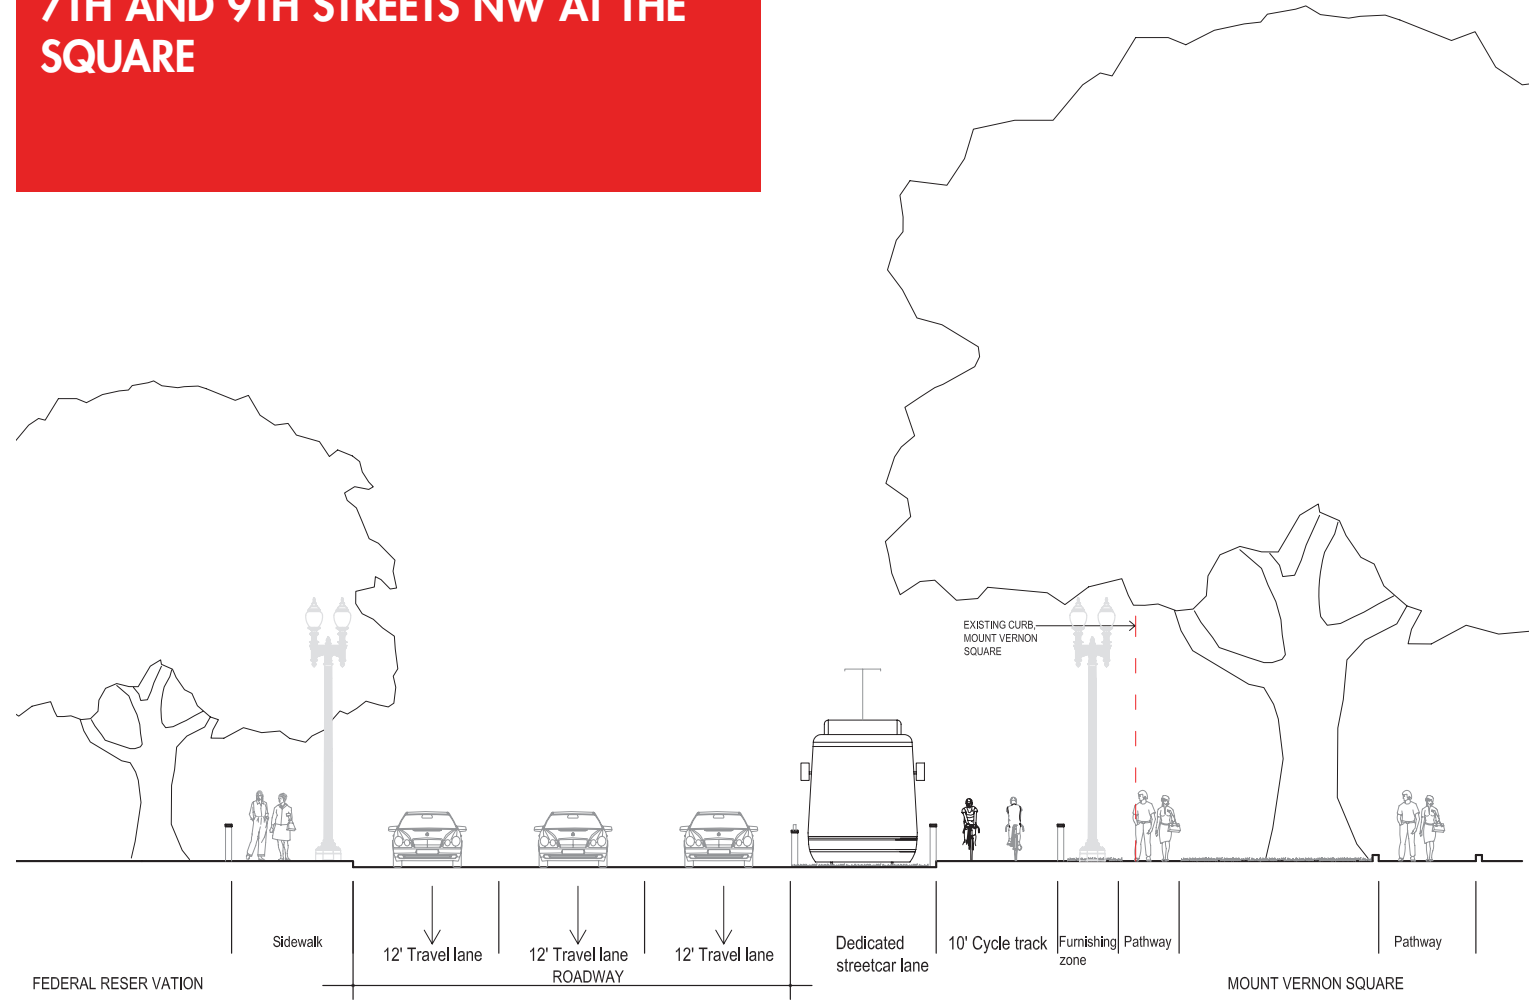 7TH AND 9TH STREETS NW AT THE
SQUARE
EXISTING CURB,
MOUNT VERNON
SQUARE
Sidewalk
12' Travel lane
12' Travel lane
ROADWAY
12' Travel lane
Dedicated
streetcar lane
10' Cycle track
Furnishing
zone
Pathway
Pathway
FEDERAL RESER VATION
MOUNT VERNON SQUARE